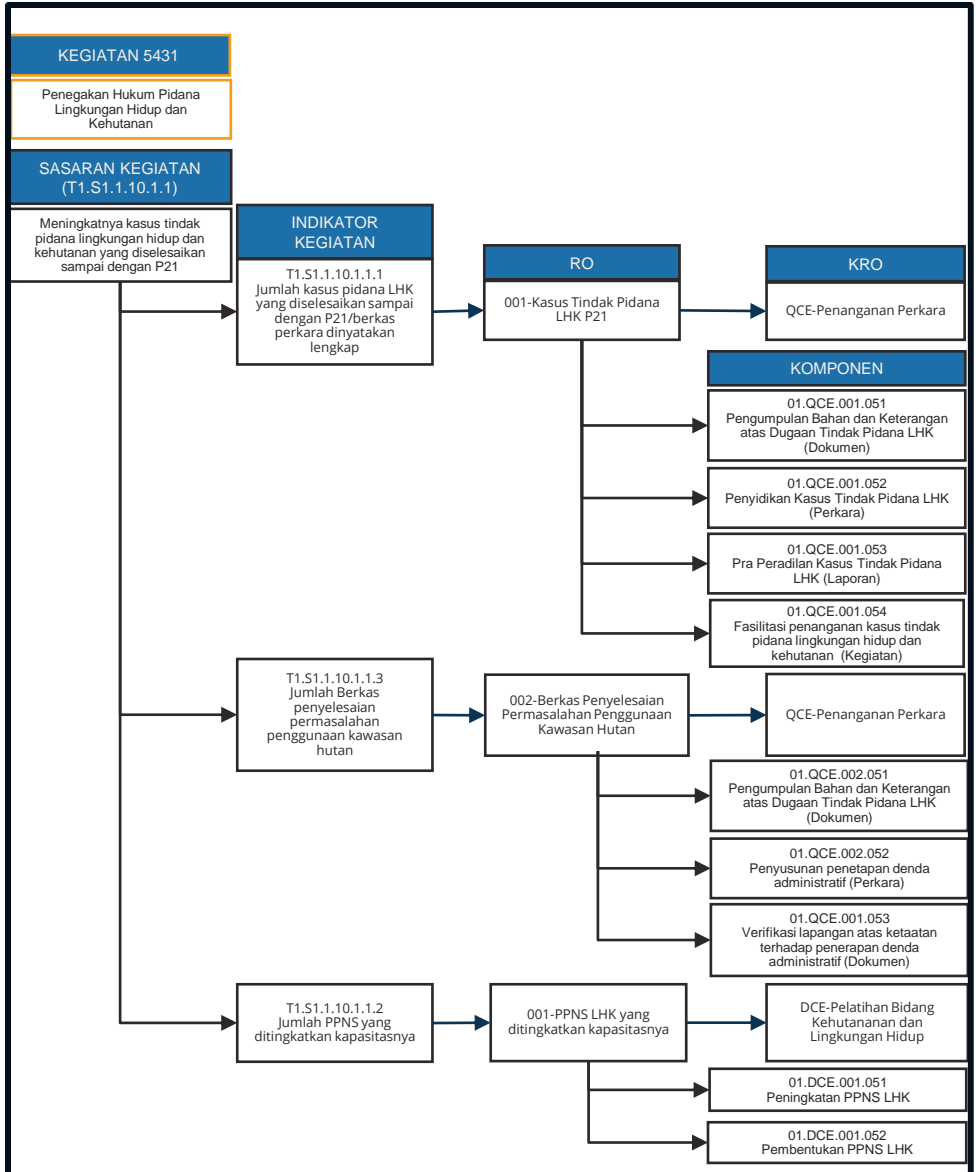 KEGIATAN 5431
Penegakan Hukum Pidana
Lingkungan Hidup dan
Kehutanan
SASARAN KEGIATAN
(T1.S1.1.10.1.1)
Meningkatnya kasus tindak
pidana lingkungan hidup dan
kehutanan yang diselesaikan
sampai dengan P21
INDIKATOR
KEGIATAN
T1.S1.1.10.1.1.1
Jumlah kasus pidana LHK
yang diselesaikan sampai
dengan P21/berkas
perkara dinyatakan
lengkap
RO
001-Kasus Tindak Pidana
LHK P21
KRO
QCE-Penanganan Perkara
KOMPONEN
01.QCE.001.051
Pengumpulan Bahan dan Keterangan
atas Dugaan Tindak Pidana LHK
(Dokumen)
01.QCE.001.052
Penyidikan Kasus Tindak Pidana LHK
(Perkara)
01.QCE.001.053
Pra Peradilan Kasus Tindak Pidana
LHK (Laporan)
01.QCE.001.054
Fasilitasi penanganan kasus tindak
pidana lingkungan hidup dan
kehutanan (Kegiatan)
T1.S1.1.10.1.1.3
Jumlah Berkas
penyelesaian
permasalahan
penggunaan kawasan
hutan
002-Berkas Penyelesaian
Permasalahan Penggunaan
Kawasan Hutan
QCE-Penanganan Perkara
01.QCE.002.051
Pengumpulan Bahan dan Keterangan
atas Dugaan Tindak Pidana LHK
(Dokumen)
01.QCE.002.052
Penyusunan penetapan denda
administratif (Perkara)
01.QCE.001.053
Verifikasi lapangan atas ketaatan
terhadap penerapan denda
administratif (Dokumen)
T1.S1.1.10.1.1.2
Jumlah PPNS yang
ditingkatkan kapasitasnya
001-PPNS LHK yang
ditingkatkan kapasitasnya
DCE-Pelatihan Bidang
Kehutananan dan
Lingkungan Hidup
01.DCE.001.051
Peningkatan PPNS LHK
01.DCE.001.052
Pembentukan PPNS LHK